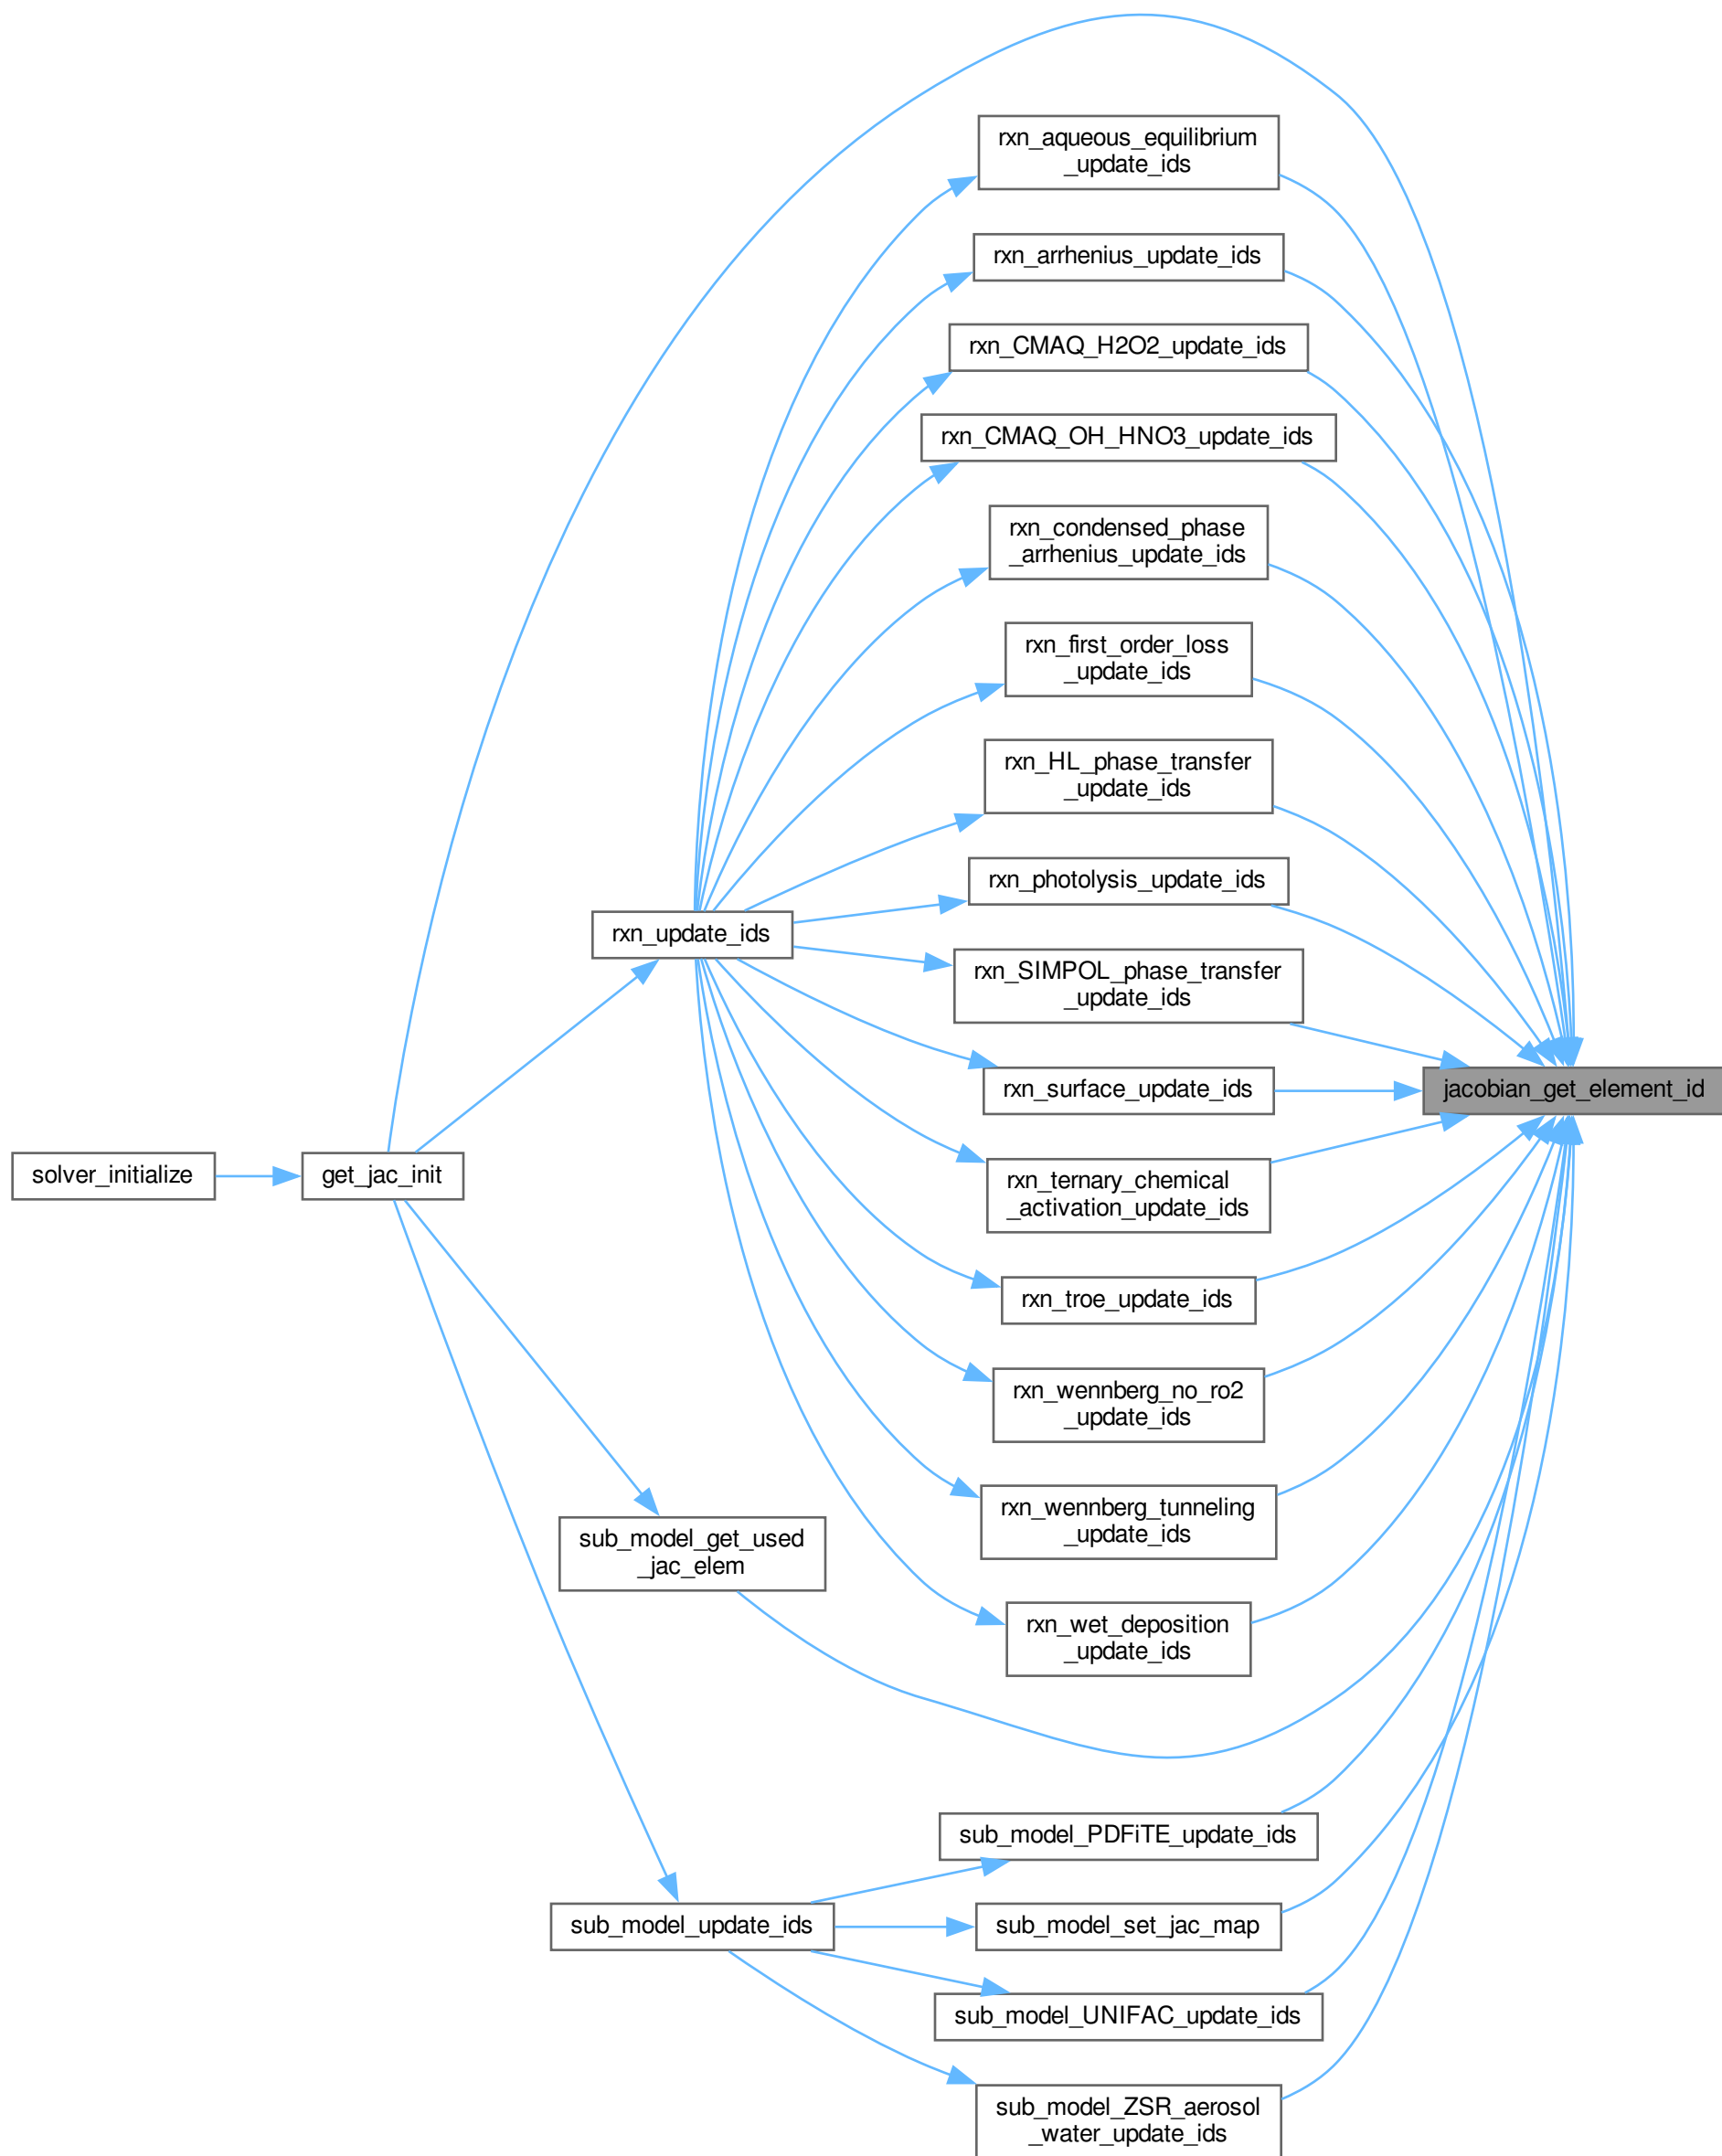 rxn_aqueous_equilibrium
_update_ids
rxn_arrhenius_update_ids
rxn_CMAQ_H2O2_update_ids
rxn_CMAQ_OH_HNO3_update_ids
rxn_condensed_phase
_arrhenius_update_ids
rxn_first_order_loss
_update_ids
rxn_HL_phase_transfer
_update_ids
rxn_photolysis_update_ids
rxn_update_ids
rxn_SIMPOL_phase_transfer
_update_ids
rxn_surface_update_ids
jacobian_get_element_id
solver_initialize
get_jac_init
rxn_ternary_chemical
_activation_update_ids
rxn_troe_update_ids
rxn_wennberg_no_ro2
_update_ids
rxn_wennberg_tunneling
_update_ids
sub_model_get_used
_jac_elem
rxn_wet_deposition
_update_ids
sub_model_PDFiTE_update_ids
sub_model_update_ids
sub_model_set_jac_map
sub_model_UNIFAC_update_ids
sub_model_ZSR_aerosol
_water_update_ids